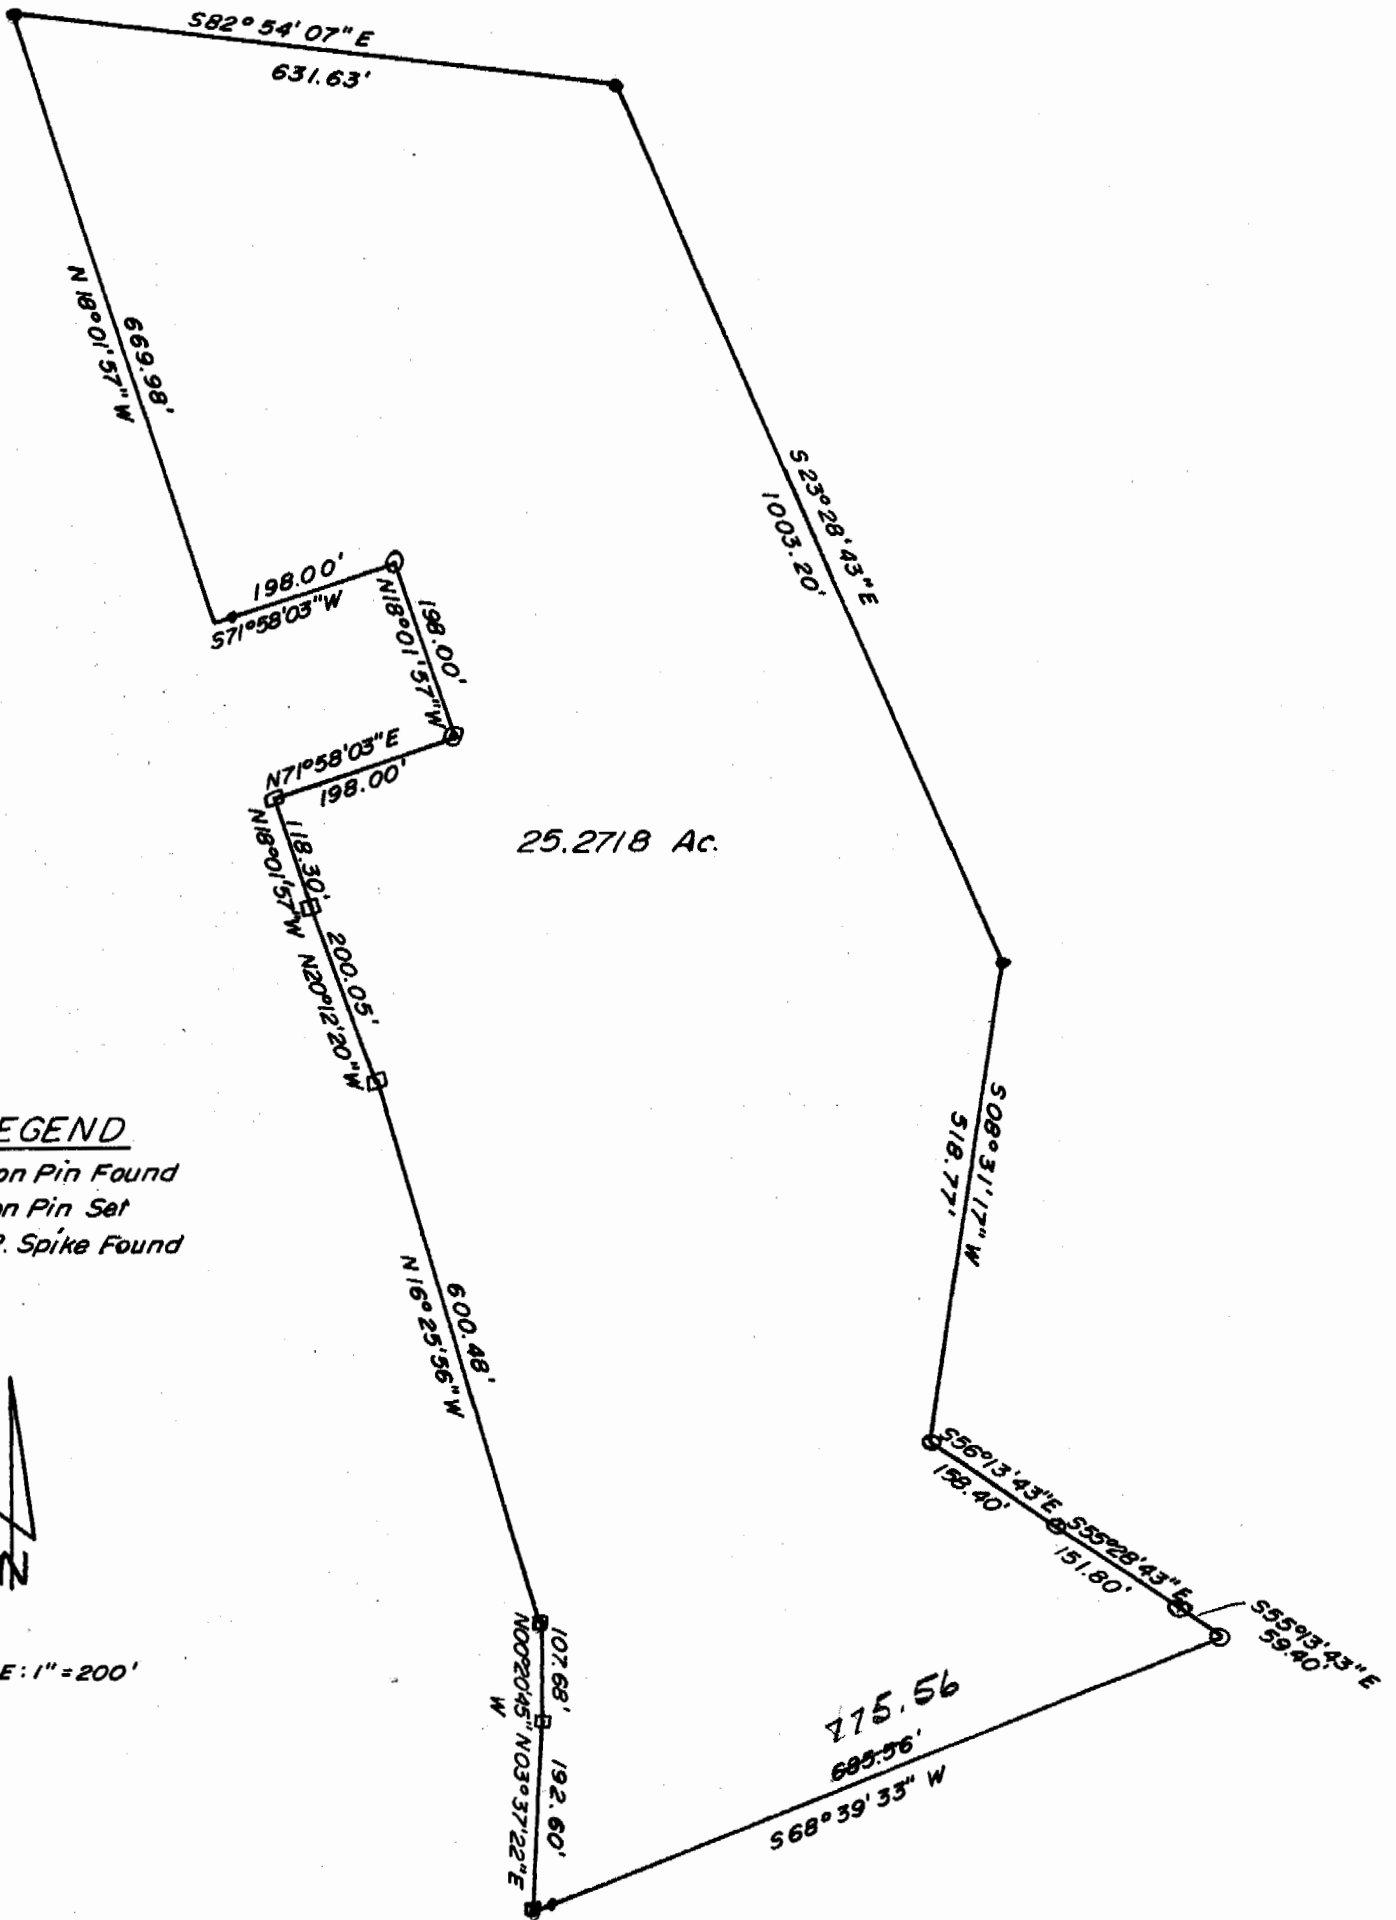 S82°54'07"E
631.63'
N 18°01'57"W
669.98'
S 23°28'43"E
1003.20'
198.00'
S71°58'03"W
198.00'
N18°01'57"W
N71°58'03"E
198.00'
118.30'
N18°01'57"W
25.2718 Ac.
200.05'
N20°12'20"W
S08°31'17"W
518.77'
EGEND
on Pin Found
on Pin Set
P. Spike Found
600.48'
N 16°25'56"W
S56°13'43"E
158.40'
S55°28'43"E
151.80'
S55°13'43"E
59.40'
N
E: 1"=200'
107.68'
N00°20'45"
W
192.60'
N03°37'22"E
775.56
685.56'
S68°39'33" W